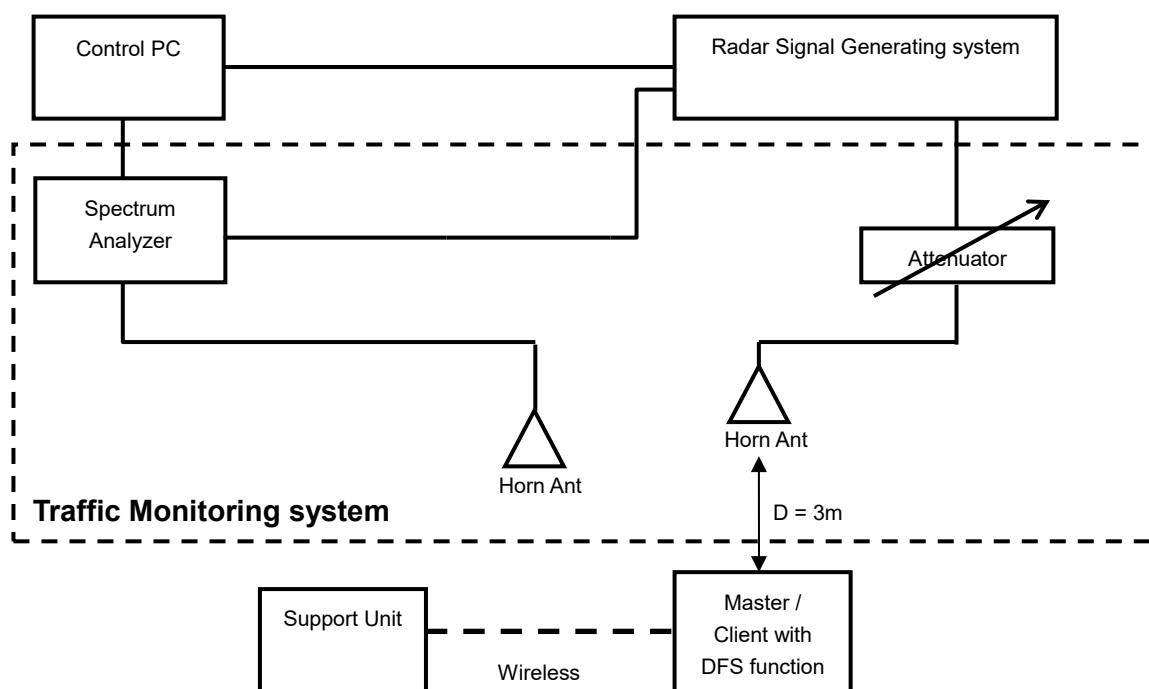 Control PC
Radar Signal Generating system
Spectrum
Analyzer
Attenuator
Horn Ant
Horn Ant
Traffic Monitoring system
D = 3m
Support Unit
Wireless
Master /
Client with
DFS function